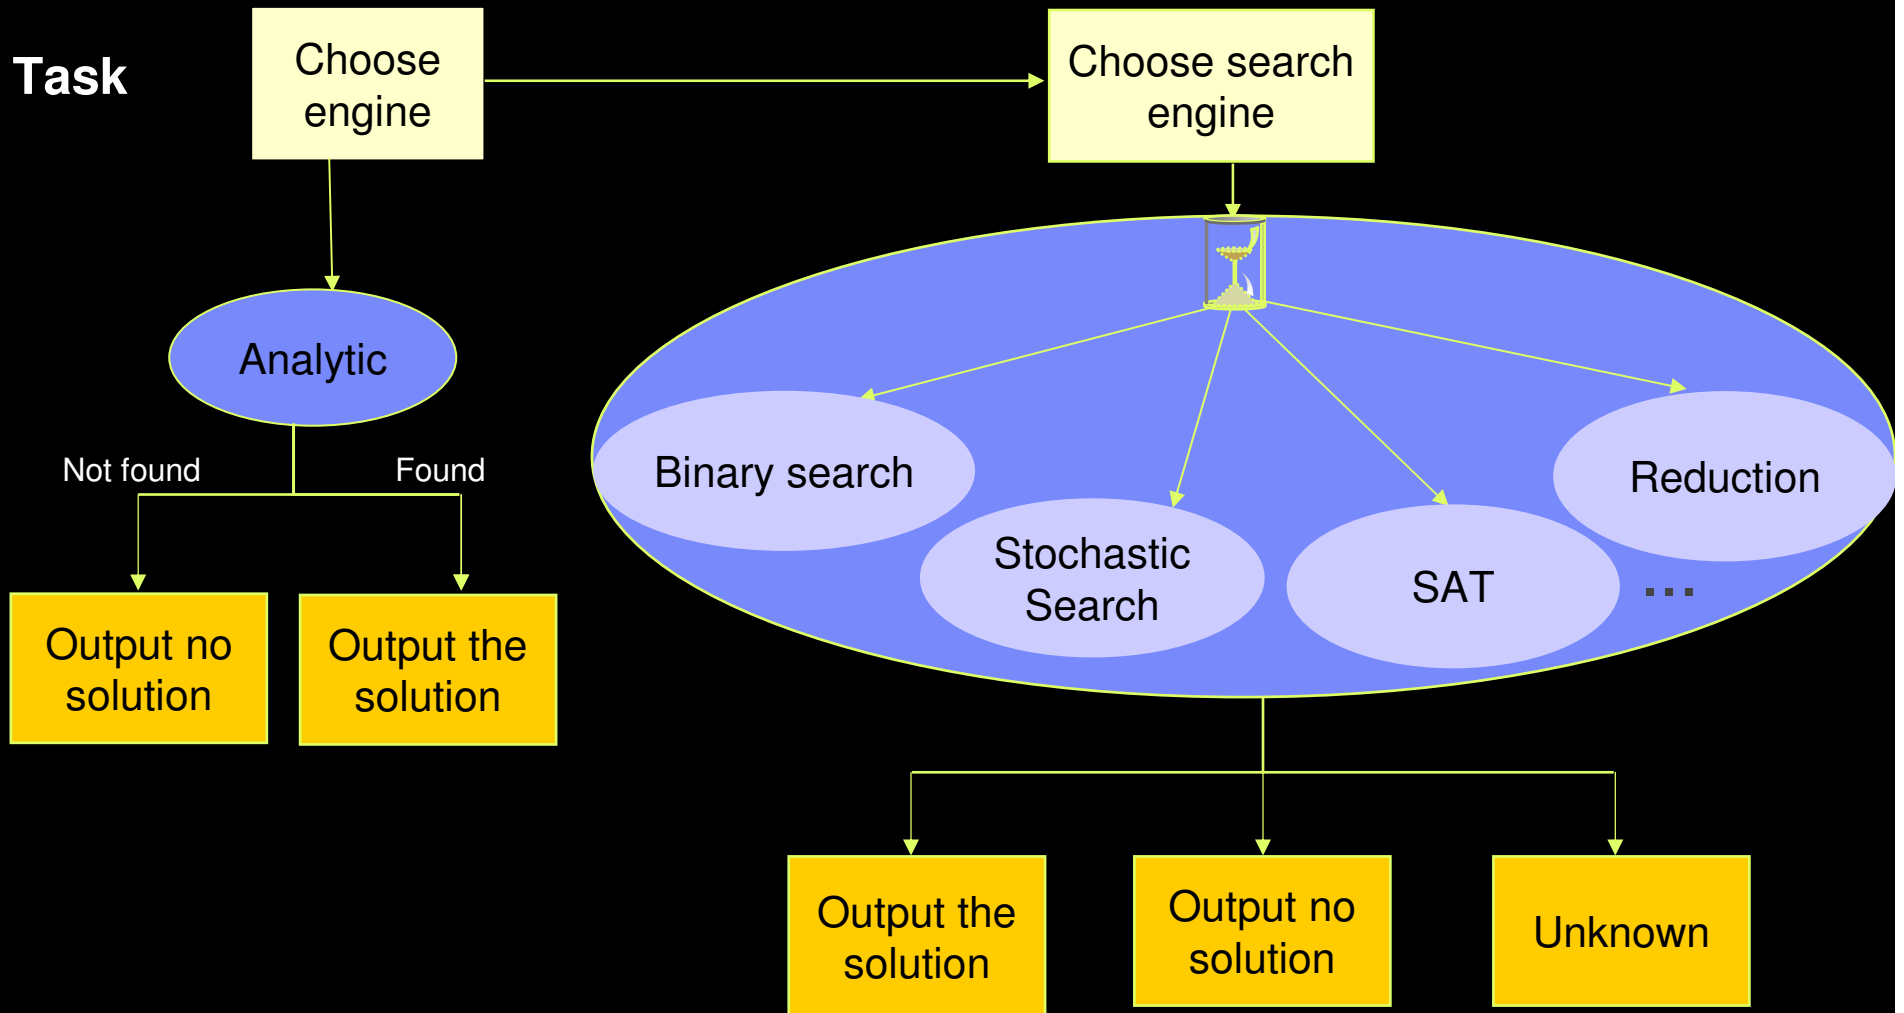 Task
Choose
engine
Choose search
engine
Analytic
Not found
Found
Output no
solution
Output the
solution
Binary search
Stochastic
Search
SAT
Reduction
...
Output the
solution
Output no
solution
Unknown